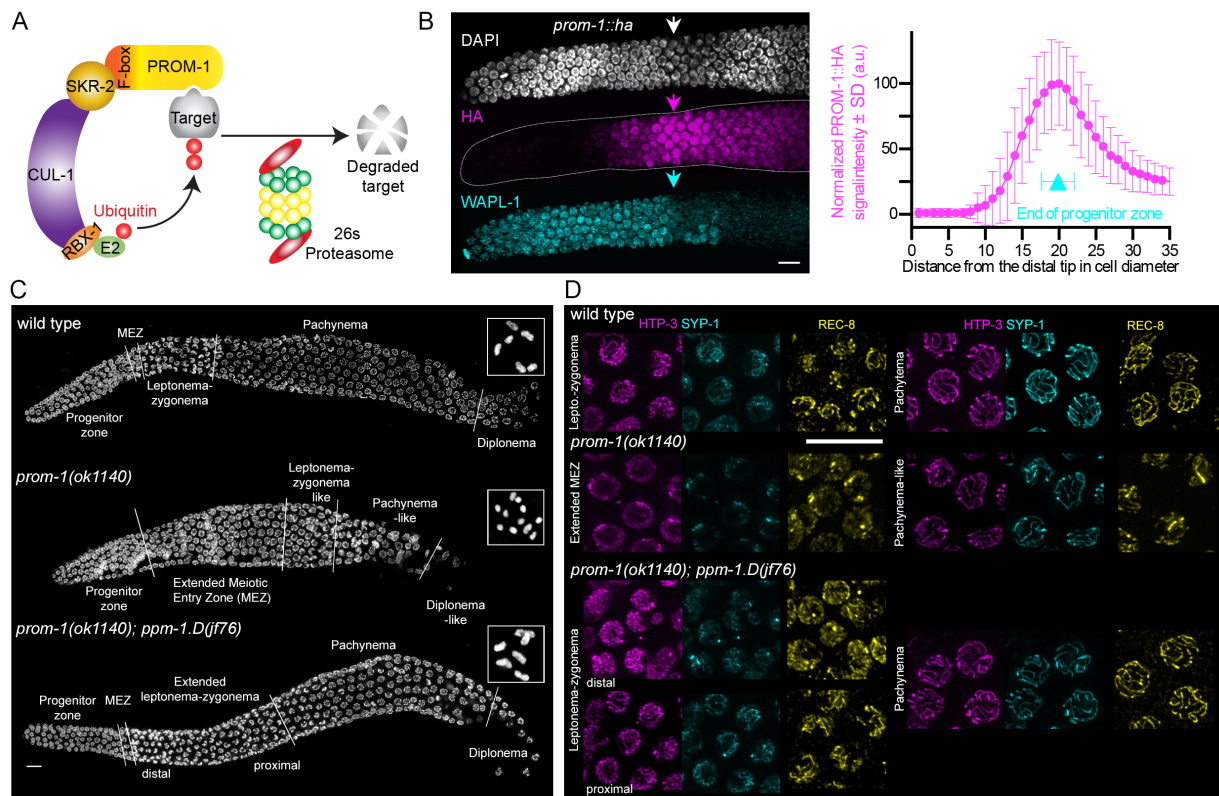 A
F-box
PROM-1
SKR-2
Target
CUL-1
Ubiquitin
RBX-1
E2
Degraded
target
26s
Proteasome
B
prom-1::ha
DAPI
HA
WAPL-1
Normalized PROM-1::HA
signalintensity ± SD (a.u.)
100
50
0
End of progenitor zone
0 5 10 15 20 25 30 35
Distance from the distal tip in cell diameter
C
wild type
MEZ
Pachynema
Leptonema-
zygonema
Progenitor
zone
Diplonema
prom-1(ok1140)
Leptonema-
zygonema
like
Pachynema
-like
Progenitor
zone
Extended Meiotic
Entry Zone (MEZ)
Diplonema
-like
prom-1(ok1140); ppm-1.D(jf76)
Pachynema
Progenitor
zone
MEZ
Extended
leptonema-zygonema
distal
proximal
Diplonema
D
wild type
HTP-3 SYP-1 REC-8 HTP-3 SYP-1 REC-8
Lepto.-zygonema
Pachytema
prom-1(ok1140)
Extended MEZ
Pachynema-like
prom-1(ok1140); ppm-1.D(jf76)
Leptonema-zygonema
distal
proximal
Pachynema